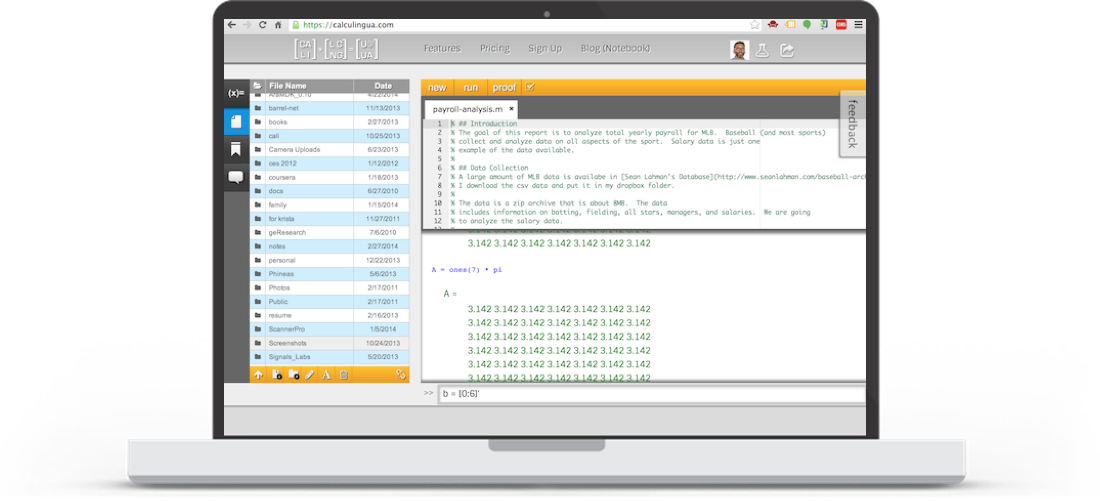 https://calculingua.com
CA LC U
LI NG UA
Features Pricing Sign Up Blog (Notebook)
(x)=
File Name Date
4/22/2014
barrel-net 11/13/2013
books 2/27/2013
cali 10/25/2013
Camera Uploads 6/23/2013
ces 2012 1/12/2012
coursera 1/18/2013
docs 6/27/2010
family 1/15/2014
for krista 11/27/2011
geResearch 7/6/2010
notes 2/27/2014
personal 12/22/2013
Phineas 5/6/2013
Photos 2/17/2011
Public 2/17/2011
resume 2/16/2013
ScannerPro 1/5/2014
Screenshots 10/24/2013
Signals_Labs 5/20/2013
A
new run proof
payroll-analysis.m ×
feedback
1 % ## Introduction
2 % The goal of this report is to analyze total yearly payroll for MLB. Baseball (and most sports)
3 % collect and analyze data on all aspects of the sport. Salary data is just one
4 % example of the data available.
5 %
6 % ## Data Collection
7 % A large amount of MLB data is availabe in [Sean Lahman's Database](http://www.seanlahman.com/baseball-arc
8 % I download the csv data and put it in my dropbox folder.
9 %
10 % The data is a zip archive that is about 8MB. The data
11 % includes information on batting, fielding, all stars, managers, and salaries. We are going
12 % to analyze the salary data.
3.142 3.142 3.142 3.142 3.142 3.142 3.142
A = ones(7) * pi
A =
3.142 3.142 3.142 3.142 3.142 3.142 3.142
3.142 3.142 3.142 3.142 3.142 3.142 3.142
3.142 3.142 3.142 3.142 3.142 3.142 3.142
3.142 3.142 3.142 3.142 3.142 3.142 3.142
3.142 3.142 3.142 3.142 3.142 3.142 3.142
3.142 3.142 3.142 3.142 3.142 3.142 3.142
>> b = [0:6]'